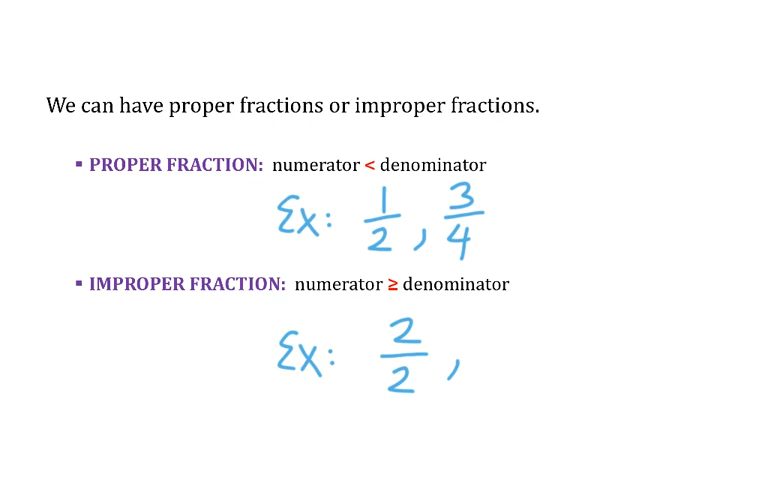 We can have proper fractions or improper fractions.
▪ PROPER FRACTION: numerator < denominator
Ex: 1/2, 3/4
▪ IMPROPER FRACTION: numerator ≥ denominator
Ex: 2/2,